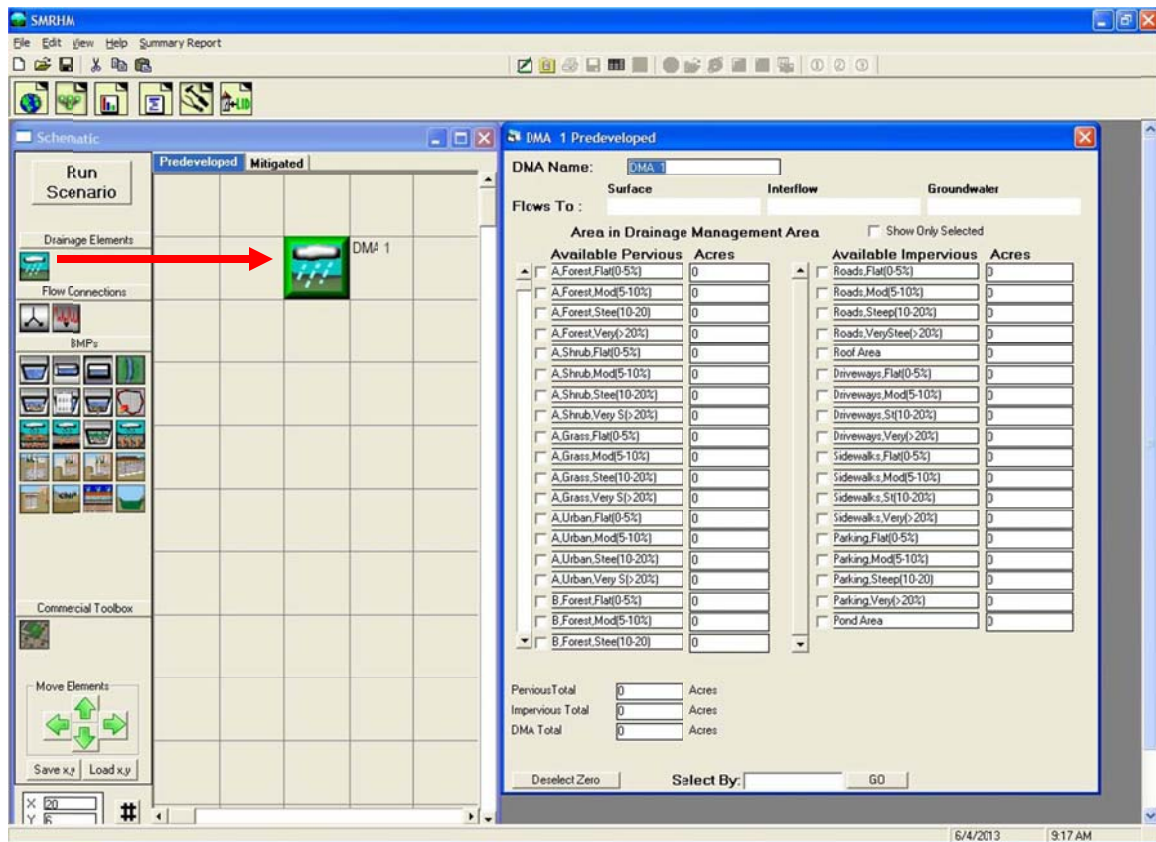 SMRHM
File Edit View Help Summary Report
Schematic
Run
Scenario
Predeveloped Mitigated
Drainage Elements
DMA 1
Flow Connections
BMPs
Commercial Toolbox
Move Elements
Save x,y Load x,y
X 20
Y 6
#
DMA 1 Predeveloped
DMA Name: DMA 1
Surface Interflow Groundwater
Flows To :
Area in Drainage Management Area Show Only Selected
Available Pervious Acres Available Impervious Acres
A,Forest,Flat(0-5%) 0 Roads,Flat(0-5%) 0
A,Forest,Mod(5-10%) 0 Roads,Mod(5-10%) 0
A,Forest,Stee(10-20) 0 Roads,Steep(10-20%) 0
A,Forest,Very(>20%) 0 Roads,VeryStee(>20%) 0
A,Shrub,Flat(0-5%) 0 Roof Area 0
A,Shrub,Mod(5-10%) 0 Driveways,Flat(0-5%) 0
A,Shrub,Stee(10-20%) 0 Driveways,Mod(5-10%) 0
A,Shrub,Very S(>20%) 0 Driveways,St(10-20%) 0
A,Grass,Flat(0-5%) 0 Driveways,Very(>20%) 0
A,Grass,Mod(5-10%) 0 Sidewalks,Flat(0-5%) 0
A,Grass,Stee(10-20%) 0 Sidewalks,Mod(5-10%) 0
A,Grass,Very S(>20%) 0 Sidewalks,St(10-20%) 0
A,Urban,Flat(0-5%) 0 Sidewalks,Very(>20%) 0
A,Urban,Mod(5-10%) 0 Parking,Flat(0-5%) 0
A,Urban,Stee(10-20%) 0 Parking,Mod(5-10%) 0
A,Urban,Very S(>20%) 0 Parking,Steep(10-20) 0
B,Forest,Flat(0-5%) 0 Parking,Very(>20%) 0
B,Forest,Mod(5-10%) 0 Pond Area 0
B,Forest,Stee(10-20) 0
PerviousTotal 0 Acres
Impervious Total 0 Acres
DMA Total 0 Acres
Deselect Zero Select By: GO
6/4/2013 9:17 AM